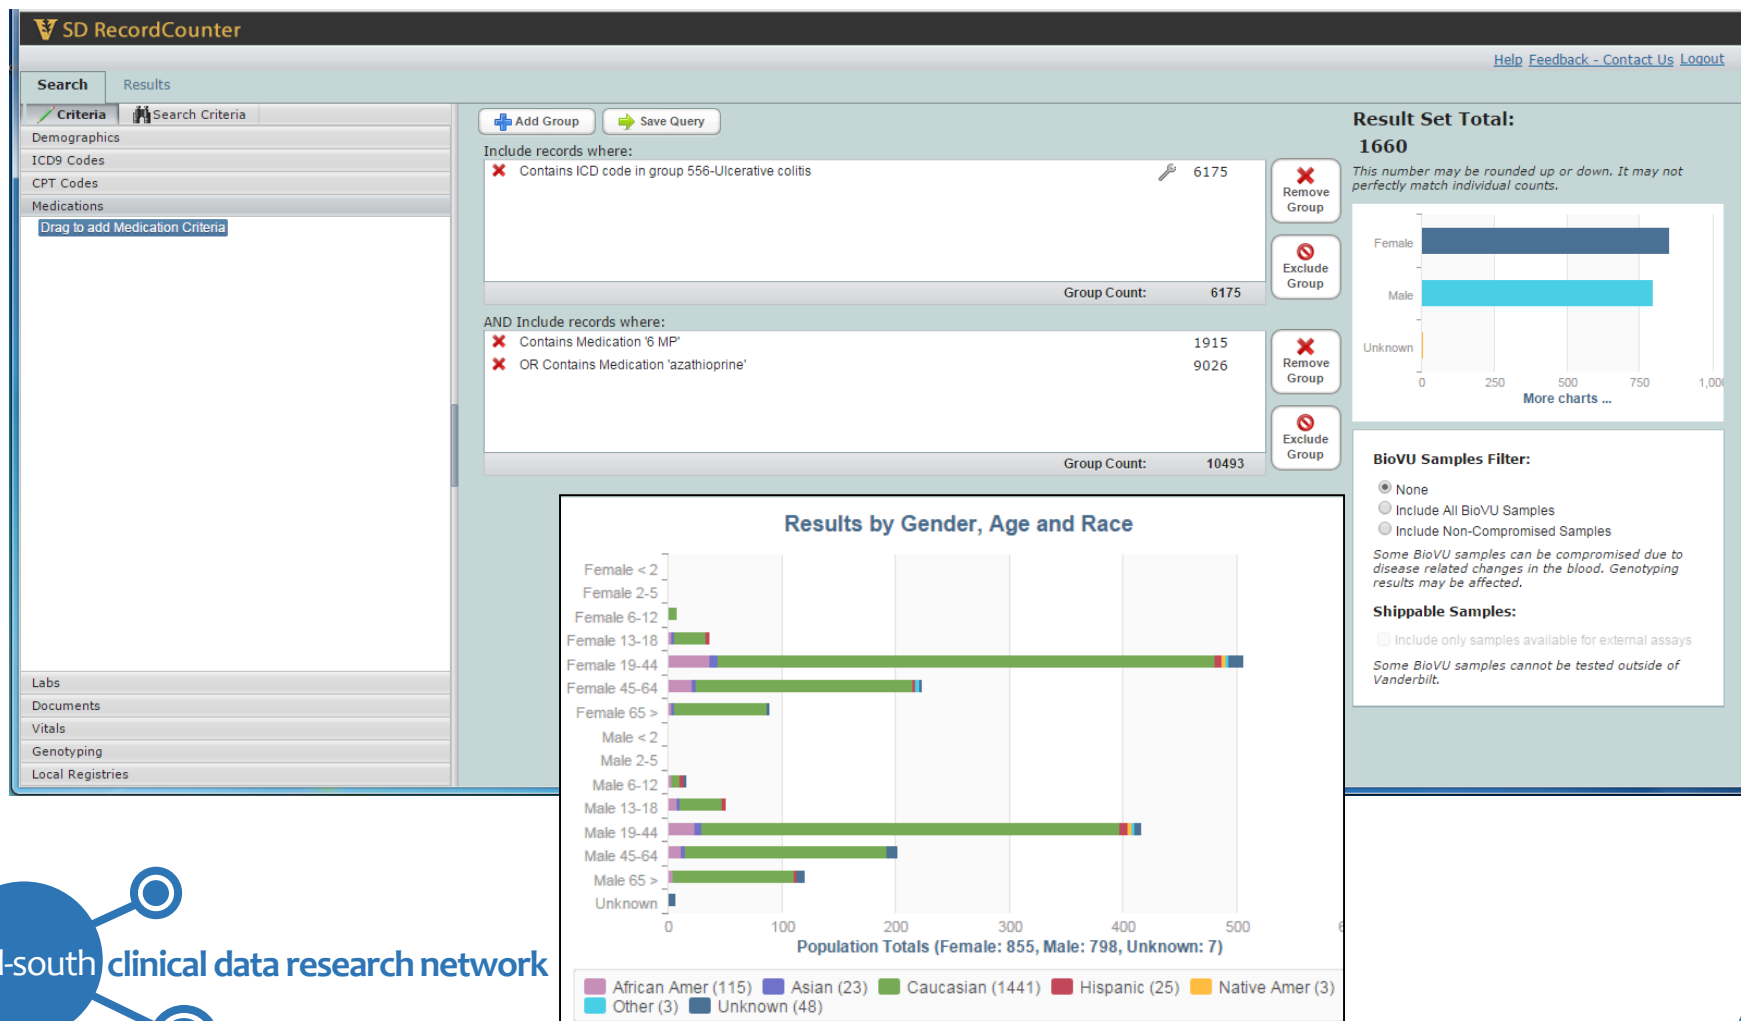 SD RecordCounter
Help Feedback - Contact Us Logout
Search Results
Criteria Search Criteria
Demographics
ICD9 Codes
CPT Codes
Medications
Drag to add Medication Criteria
Labs
Documents
Vitals
Genotyping
Local Registries
Add Group Save Query
Include records where:
Contains ICD code in group 556-Ulcerative colitis 6175
Group Count: 6175
Remove
Group
Exclude
Group
AND Include records where:
Contains Medication '6 MP' 1915
OR Contains Medication 'azathioprine' 9026
Group Count: 10493
Remove
Group
Exclude
Group
Result Set Total:
1660
This number may be rounded up or down. It may not
perfectly match individual counts.
Female
Male
Unknown
0 250 500 750 1,00
More charts ...
BioVU Samples Filter:
None
Include All BioVU Samples
Include Non-Compromised Samples
Some BioVU samples can be compromised due to
disease related changes in the blood. Genotyping
results may be affected.
Shippable Samples:
Include only samples available for external assays
Some BioVU samples cannot be tested outside of
Vanderbilt.
Results by Gender, Age and Race
Female < 2
Female 2-5
Female 6-12
Female 13-18
Female 19-44
Female 45-64
Female 65 >
Male < 2
Male 2-5
Male 6-12
Male 13-18
Male 19-44
Male 45-64
Male 65 >
Unknown
0 100 200 300 400 500
Population Totals (Female: 855, Male: 798, Unknown: 7)
African Amer (115) Asian (23) Caucasian (1441) Hispanic (25) Native Amer (3)
Other (3) Unknown (48)
-south clinical data research network